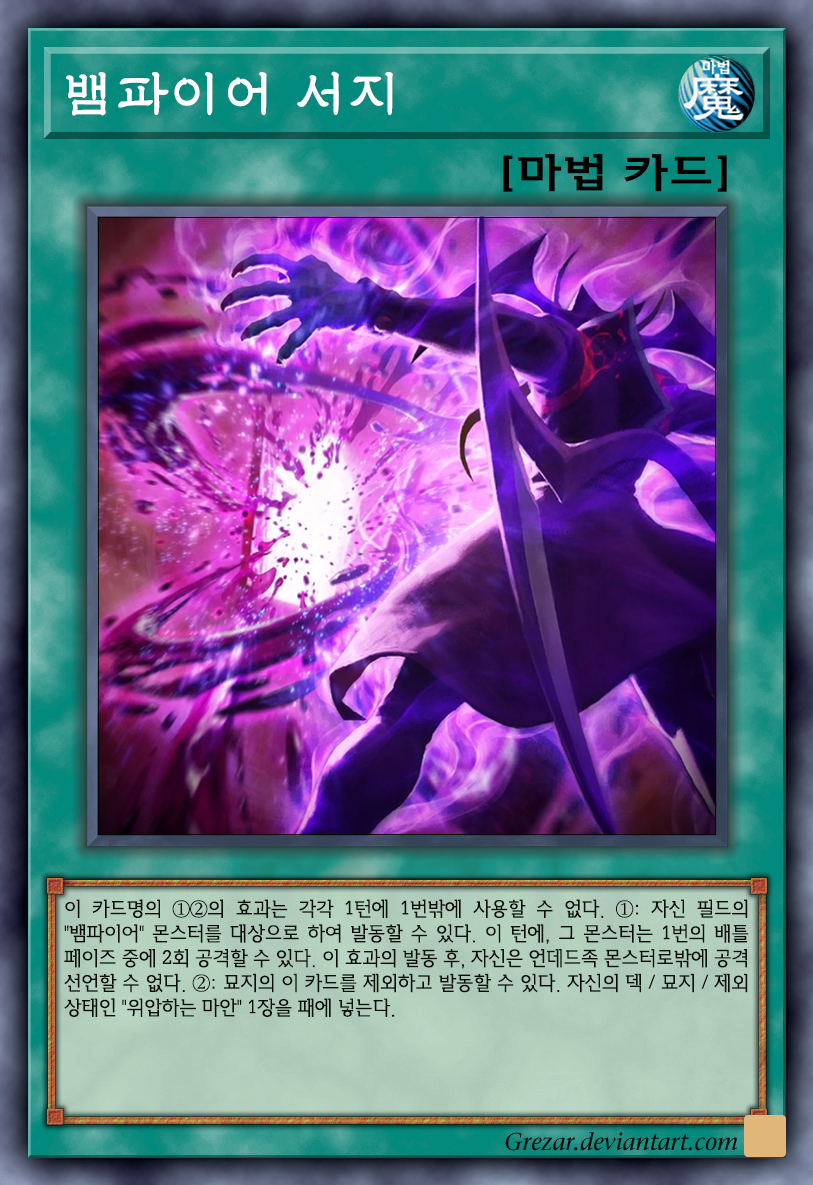 뱀파이어 서지
마법
魔
[마법 카드]
이 카드명의 ①②의 효과는 각각 1턴에 1번밖에 사용할 수 없다. ①: 자신 필드의
"뱀파이어" 몬스터를 대상으로 하여 발동할 수 있다. 이 턴에, 그 몬스터는 1번의 배틀
페이즈 중에 2회 공격할 수 있다. 이 효과의 발동 후, 자신은 언데드족 몬스터로밖에 공격
선언할 수 없다. ②: 묘지의 이 카드를 제외하고 발동할 수 있다. 자신의 덱 / 묘지 / 제외
상태인 "위압하는 마안" 1장을 패에 넣는다.
Grezar.deviantart.com